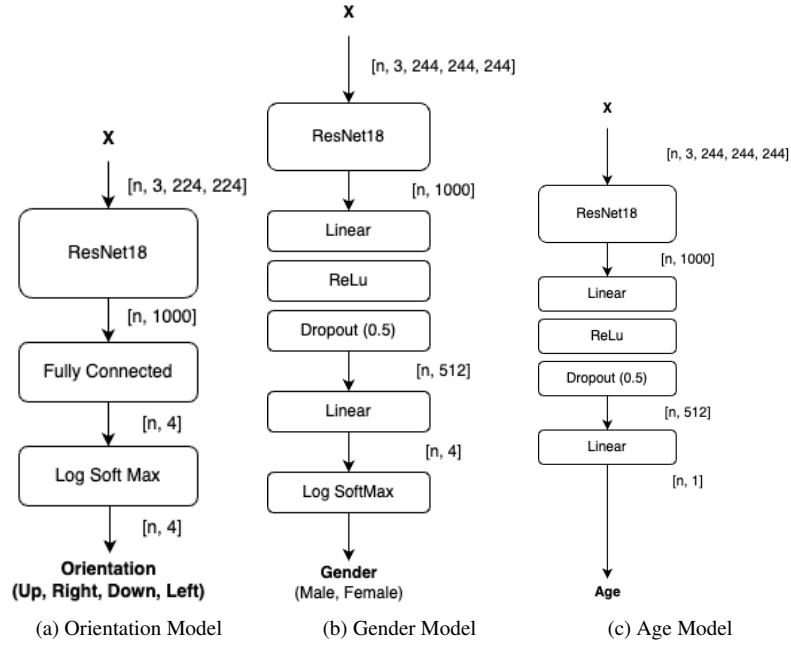 X
[n, 3, 224, 224]
ResNet18
[n, 1000]
Fully Connected
[n, 4]
Log Soft Max
[n, 4]
Orientation
(Up, Right, Down, Left)
(a) Orientation Model
X
[n, 3, 244, 244, 244]
ResNet18
[n, 1000]
Linear
ReLu
Dropout (0.5)
[n, 512]
Linear
[n, 4]
Log SoftMax
Gender
(Male, Female)
(b) Gender Model
X
[n, 3, 244, 244, 244]
ResNet18
[n, 1000]
Linear
ReLu
Dropout (0.5)
[n, 512]
Linear
[n, 1]
Age
(c) Age Model